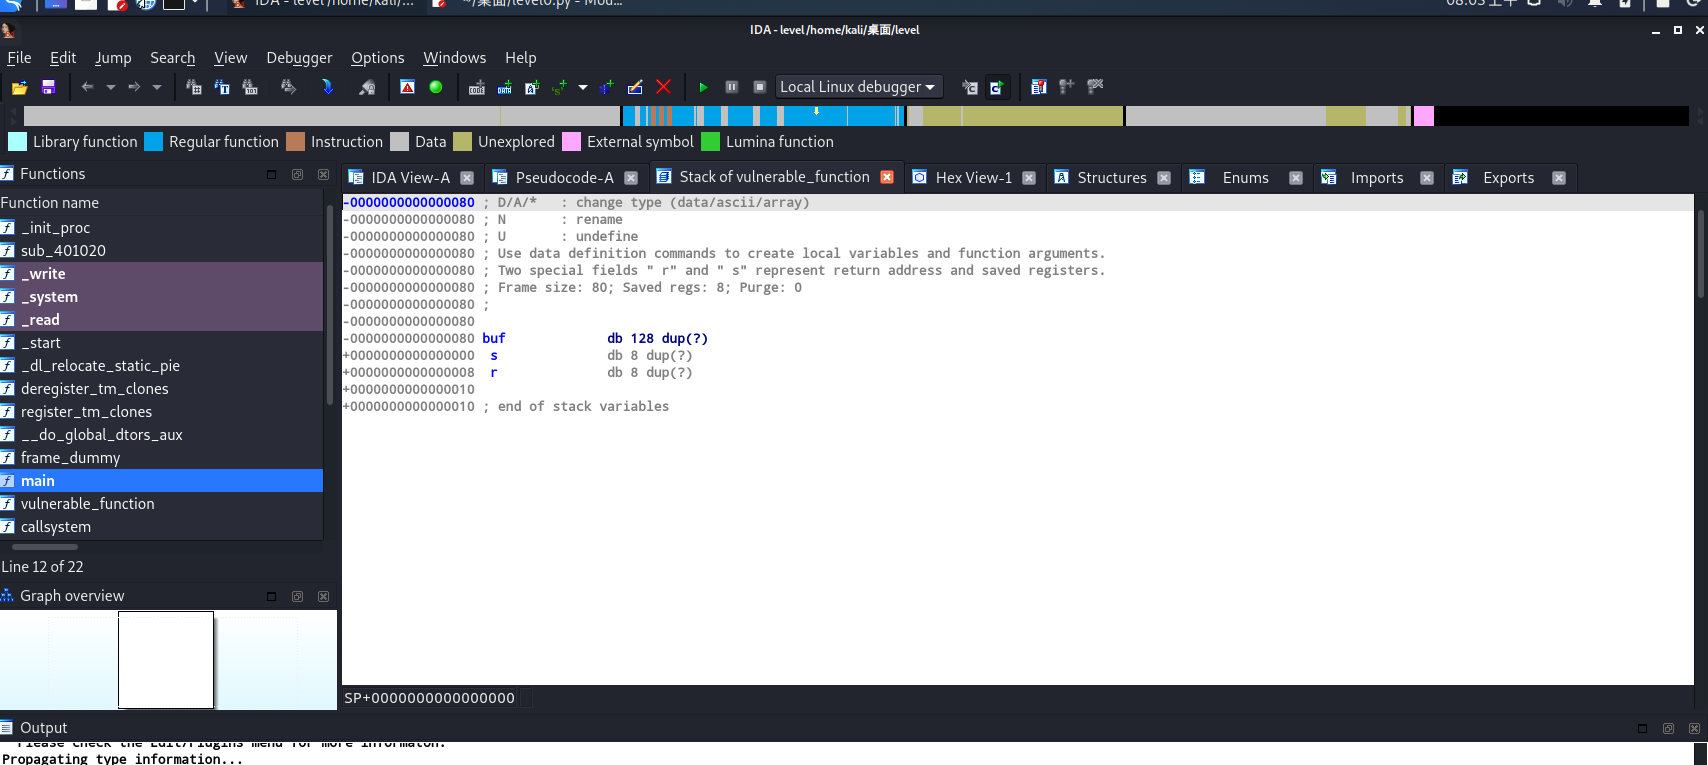 IDA - level /home/kali/...
~/桌面/level0.py - Mou...
08:03 上午
IDA - level /home/kali/桌面/level
File Edit Jump Search View Debugger Options Windows Help
Local Linux debugger
Library function Regular function Instruction Data Unexplored External symbol Lumina function
Functions
Function name
_init_proc
sub_401020
_write
_system
_read
_start
_dl_relocate_static_pie
deregister_tm_clones
register_tm_clones
__do_global_dtors_aux
frame_dummy
main
vulnerable_function
callsystem
Line 12 of 22
Graph overview
IDA View-A Pseudocode-A Stack of vulnerable_function Hex View-1 Structures Enums Imports Exports
-0000000000000080 ; D/A/*   : change type (data/ascii/array)
-0000000000000080 ; N       : rename
-0000000000000080 ; U       : undefine
-0000000000000080 ; Use data definition commands to create local variables and function arguments.
-0000000000000080 ; Two special fields " r" and " s" represent return address and saved registers.
-0000000000000080 ; Frame size: 80; Saved regs: 8; Purge: 0
-0000000000000080 ;
-0000000000000080
-0000000000000080 buf             db 128 dup(?)
+0000000000000000  s              db 8 dup(?)
+0000000000000008  r              db 8 dup(?)
+0000000000000010
+0000000000000010 ; end of stack variables
SP+0000000000000000
Output
Please check the Edit/Plugins menu for more informaton.
Propagating type information...